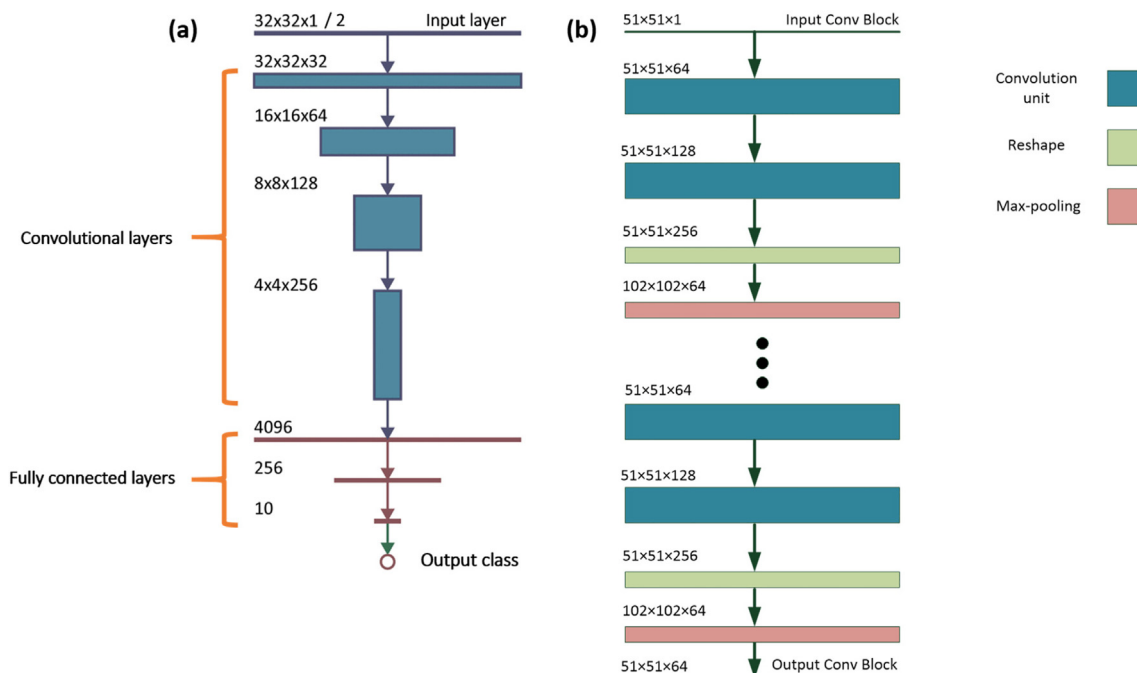 (a)
32x32x1 / 2
Input layer
32x32x32
16x16x64
8x8x128
Convolutional layers
4x4x256
4096
Fully connected layers
256
10
Output class
(b)
51×51×1
Input Conv Block
51×51×64
51×51×128
51×51×256
102×102×64
51×51×64
51×51×128
51×51×256
102×102×64
51×51×64
Output Conv Block
Convolution
unit
Reshape
Max-pooling